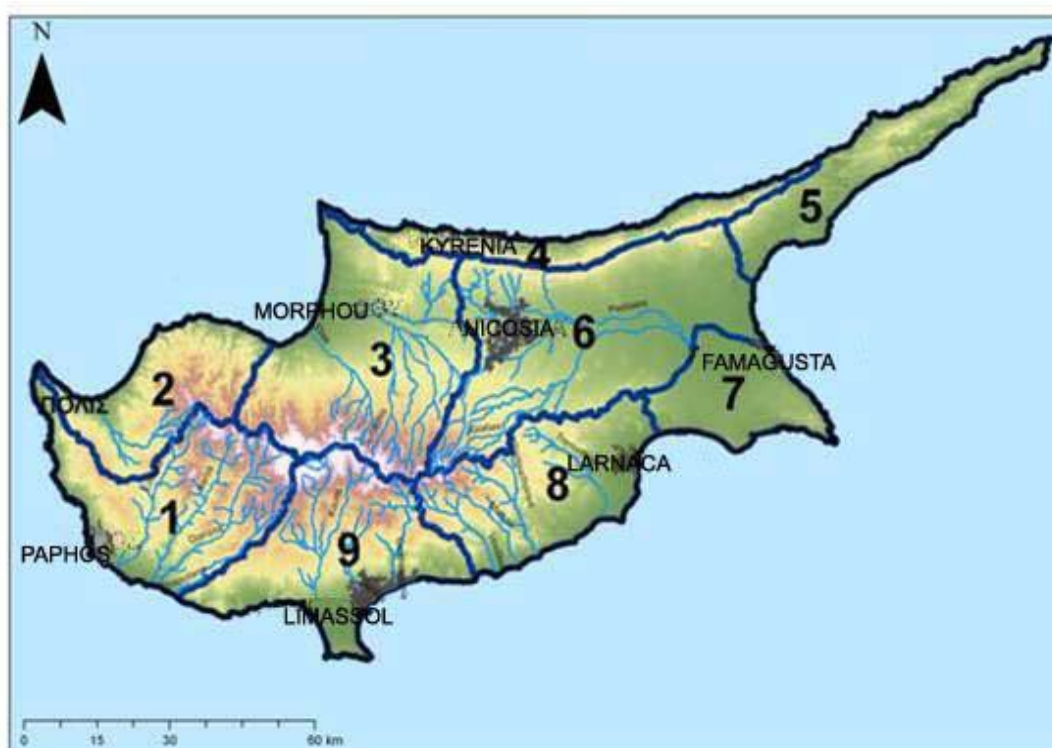 N
5
KYRENIA
4
MORPHOU
NICOSIA
6
3
FAMAGUSTA
2
7
ΠΟΛΙΣ
LARNACA
8
1
9
PAPHOS
LIMASSOL
0 15 30 60 km